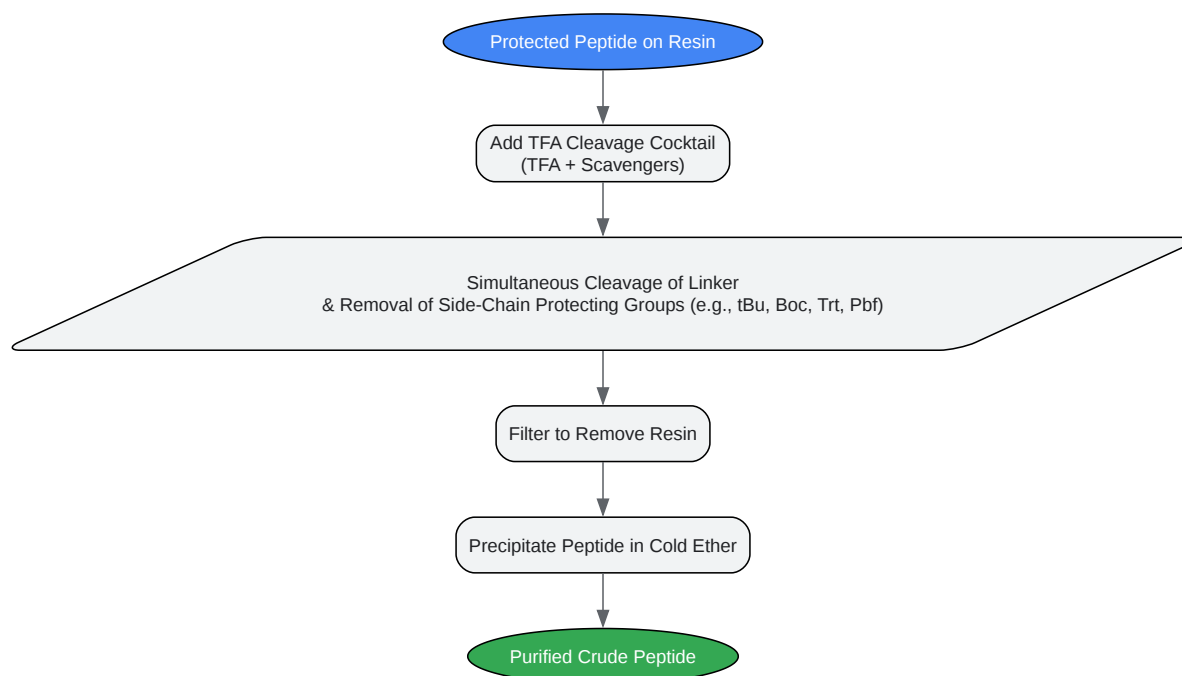 Protected Peptide on Resin
Add TFA Cleavage Cocktail
(TFA + Scavengers)
Simultaneous Cleavage of Linker
& Removal of Side-Chain Protecting Groups (e.g., tBu, Boc, Trt, Pbf)
Filter to Remove Resin
Precipitate Peptide in Cold Ether
Purified Crude Peptide